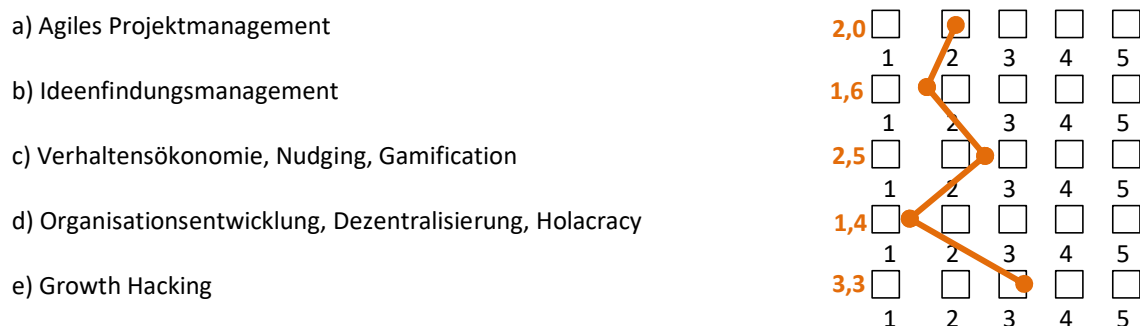 a) Agiles Projektmanagement 2,0
1 2 3 4 5
b) Ideenfindungsmanagement 1,6
1 2 3 4 5
c) Verhaltensökonomie, Nudging, Gamification 2,5
1 2 3 4 5
d) Organisationsentwicklung, Dezentralisierung, Holacracy 1,4
1 2 3 4 5
e) Growth Hacking 3,3
1 2 3 4 5